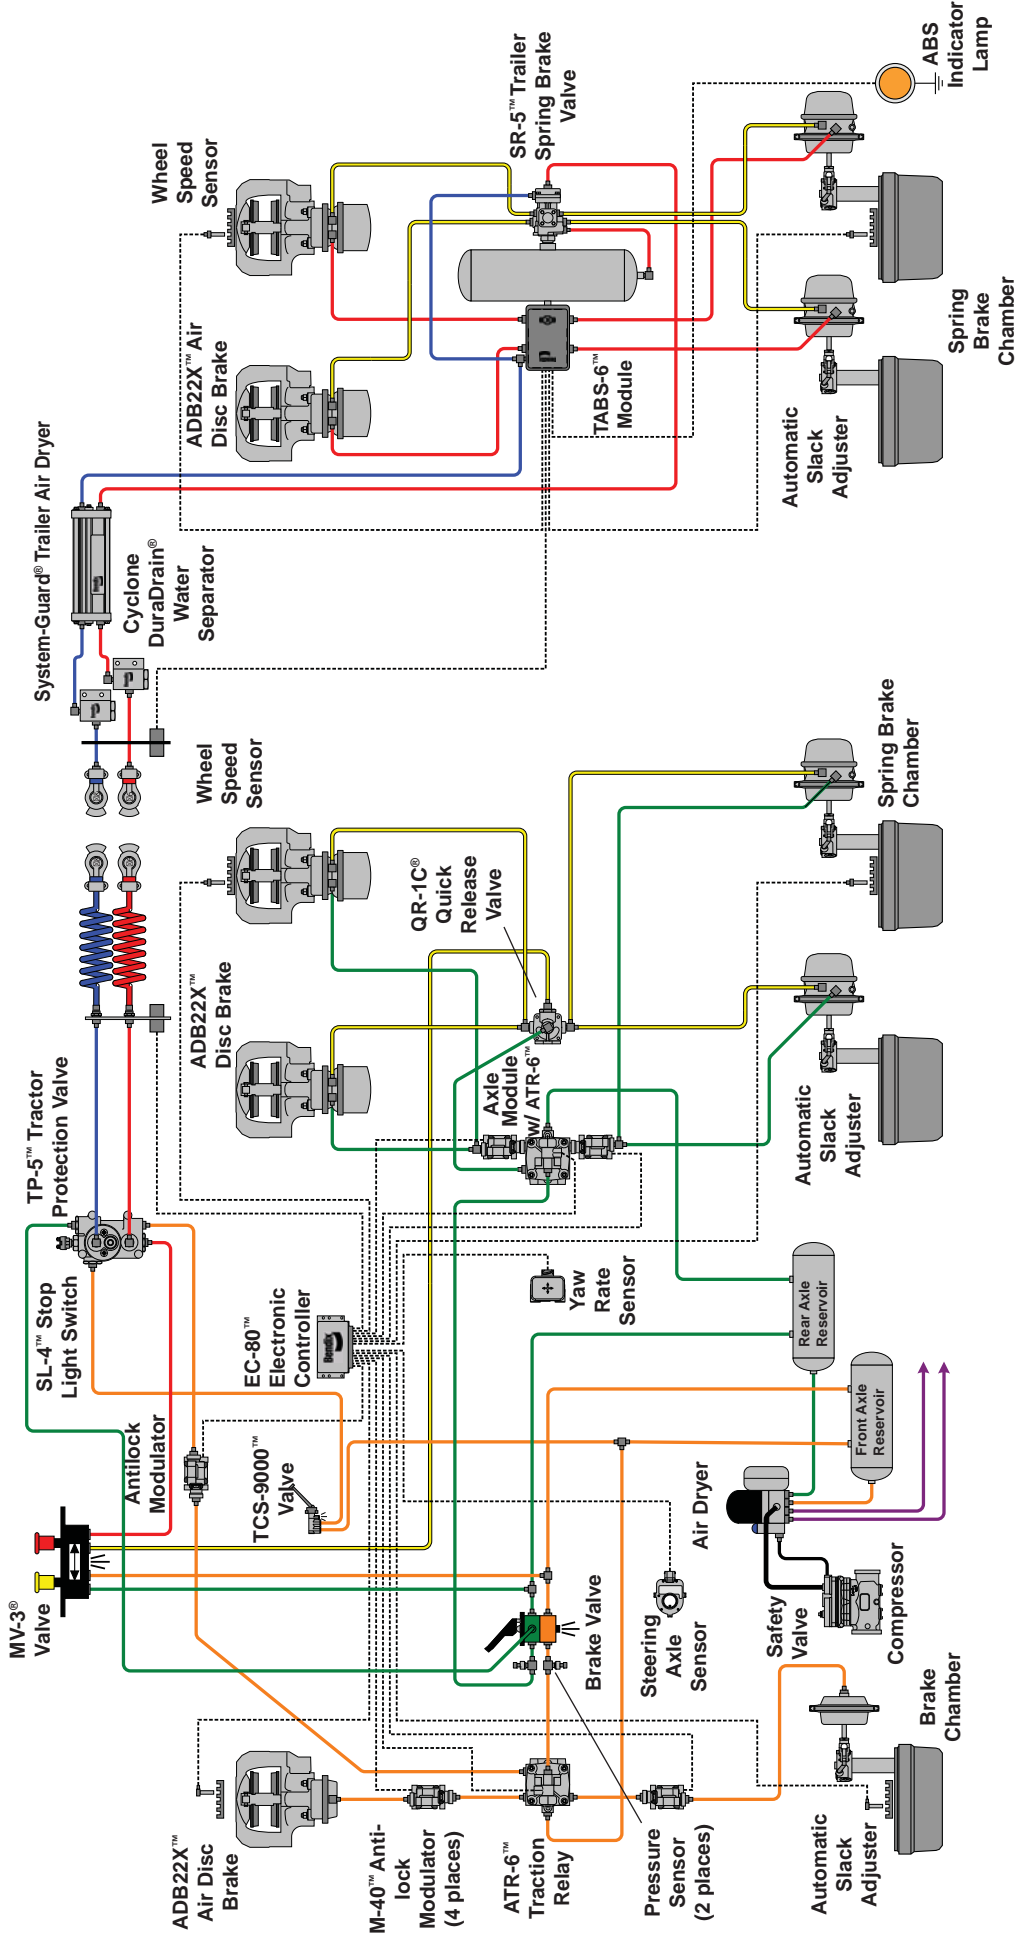 MV-3®
Valve
SL-4™ Stop
Light Switch
TP-5™ Tractor
Protection Valve
System-Guard® Trailer Air Dryer
Cyclone
DuraDrain®
Water
Separator
Wheel
Speed
Sensor
ADB22X™ Air
Disc Brake
SR-5™ Trailer
Spring Brake
Valve
TABS-6™
Module
ABS
Indicator
Lamp
Automatic
Slack
Adjuster
Spring
Brake
Chamber
Wheel
Speed
Sensor
ADB22X™
Disc Brake
QR-1C®
Quick
Release
Valve
Axle
Module
w/ ATR-6™
Spring Brake
Chamber
Automatic
Slack
Adjuster
Antilock
Modulator
EC-80™
Electronic
Controller
Bendix
TCS-9000™
Valve
Yaw
Rate
Sensor
Rear Axle
Reservoir
Front Axle
Reservoir
Air Dryer
Safety
Valve
Compressor
Brake Valve
Steering
Axle
Sensor
ADB22X™
Air Disc
Brake
M-40™ Anti-
lock
Modulator
(4 places)
ATR-6™
Traction
Relay
Pressure
Sensor
(2 places)
Automatic
Slack
Adjuster
Brake
Chamber